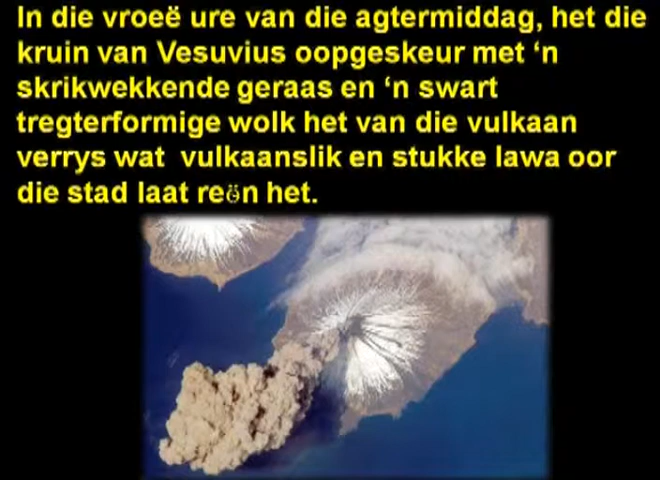 In die vroeë ure van die agtermiddag, het die
kruin van Vesuvius oopgeskeur met ‘n
skrikwekkende geraas en ‘n swart
tregterformige wolk het van die vulkaan
verrys wat vulkaanslik en stukke lawa oor
die stad laat reën het.